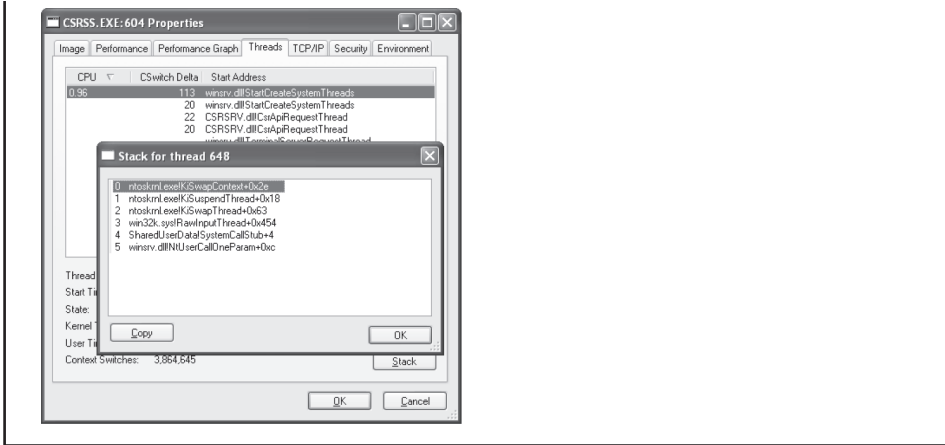 CSRSS.EXE:604 Properties
Image Performance Performance Graph Threads TCP/IP Security Environment
CPU CSwitch Delta Start Address
0.96 113 winsrv.dll!StartCreateSystemThreads
20 winsrv.dll!StartCreateSystemThreads
22 CSRSRV.dll!CsrApiRequestThread
20 CSRSRV.dll!CsrApiRequestThread
winsrv.dll!TerminalServerRequestThread
Stack for thread 648
0 ntoskrnl.exe!KiSwapContext+0x2e
1 ntoskrnl.exe!KiSuspendThread+0x18
2 ntoskrnl.exe!KiSwapThread+0x63
3 win32k.sys!RawInputThread+0x454
4 SharedUserData!SystemCallStub+4
5 winsrv.dll!NtUserCallOneParam+0xc
Thread
Start Ti
State:
Kernel
User Ti
Copy OK
Context Switches: 3,864,645
Stack
OK Cancel